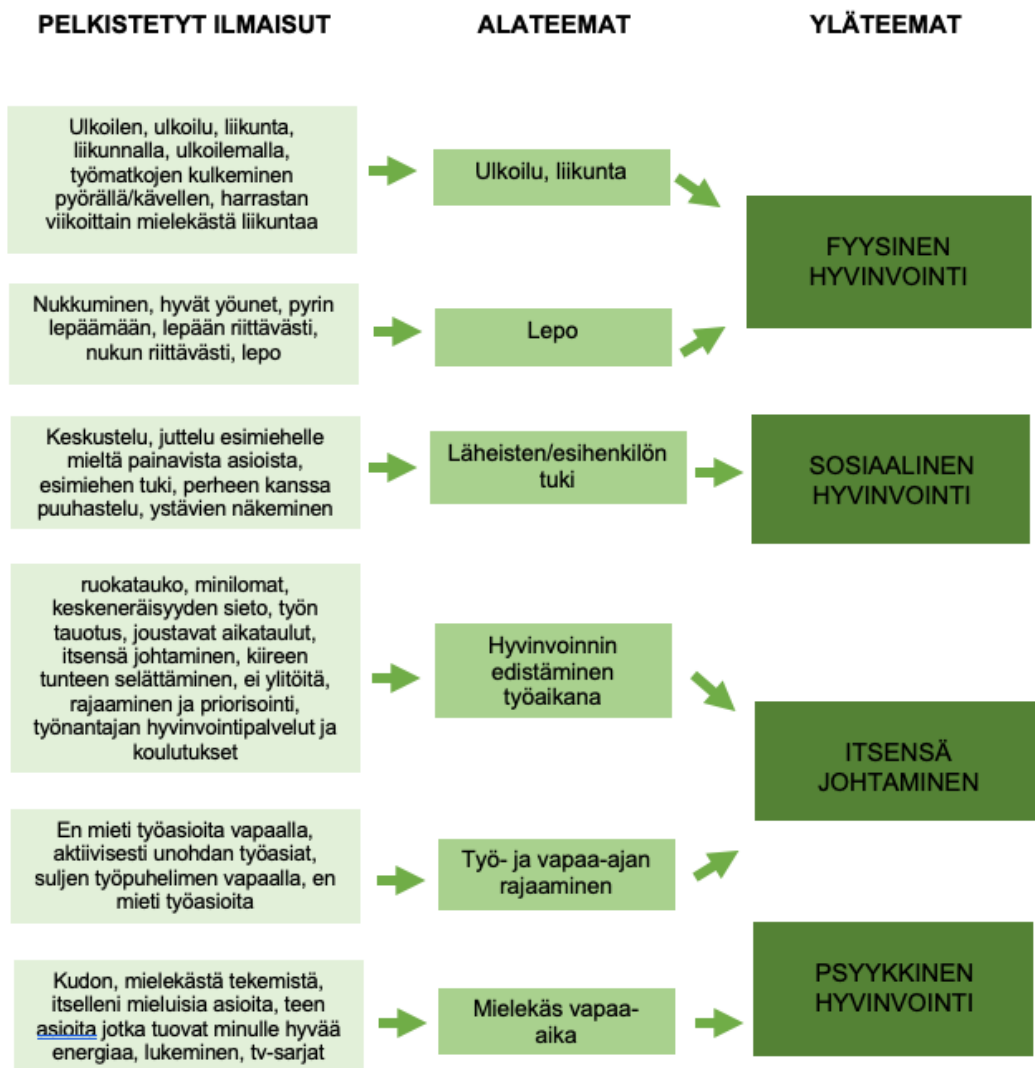 PELKISTETYT ILMAISUT
ALATEEMAT
YLÄTEEMAT
Ulkoilen, ulkoilu, liikunta,
liikunnalla, ulkoilemalla,
työmatkojen kulkeminen
pyörällä/kävellen, harrastan
viikoittain mielekästä liikuntaa
Ulkoilu, liikunta
FYYSINEN
HYVINVOINTI
Nukkuminen, hyvät yöunet, pyrin
lepäämään, lepään riittävästi,
nukun riittävästi, lepo
Lepo
Keskustelu, juttelu esimiehelle
mieltä painavista asioista,
esimiehen tuki, perheen kanssa
puuhastelu, ystävien näkeminen
Läheisten/esihenkilön
tuki
SOSIAALINEN
HYVINVOINTI
ruokatauko, minilomat,
keskeneräisyyden sieto, työn
tauotus, joustavat aikataulut,
itsensä johtaminen, kiireen
tunteen selättäminen, ei ylitöitä,
rajaaminen ja priorisointi,
työnantajan hyvinvointipalvelut ja
koulutukset
Hyvinvoinnin
edistäminen
työaikana
ITSENSÄ
JOHTAMINEN
En mieti työasioita vapaalla,
aktiivisesti unohdan työasiat,
suljen työpuhelimen vapaalla, en
mieti työasioita
Työ- ja vapaa-ajan
rajaaminen
Kudon, mielekästä tekemistä,
itselleni mieluisia asioita, teen
asioita jotka tuovat minulle hyvää
energiaa, lukeminen, tv-sarjat
Mielekäs vapaa-
aika
PSYYKKINEN
HYVINVOINTI